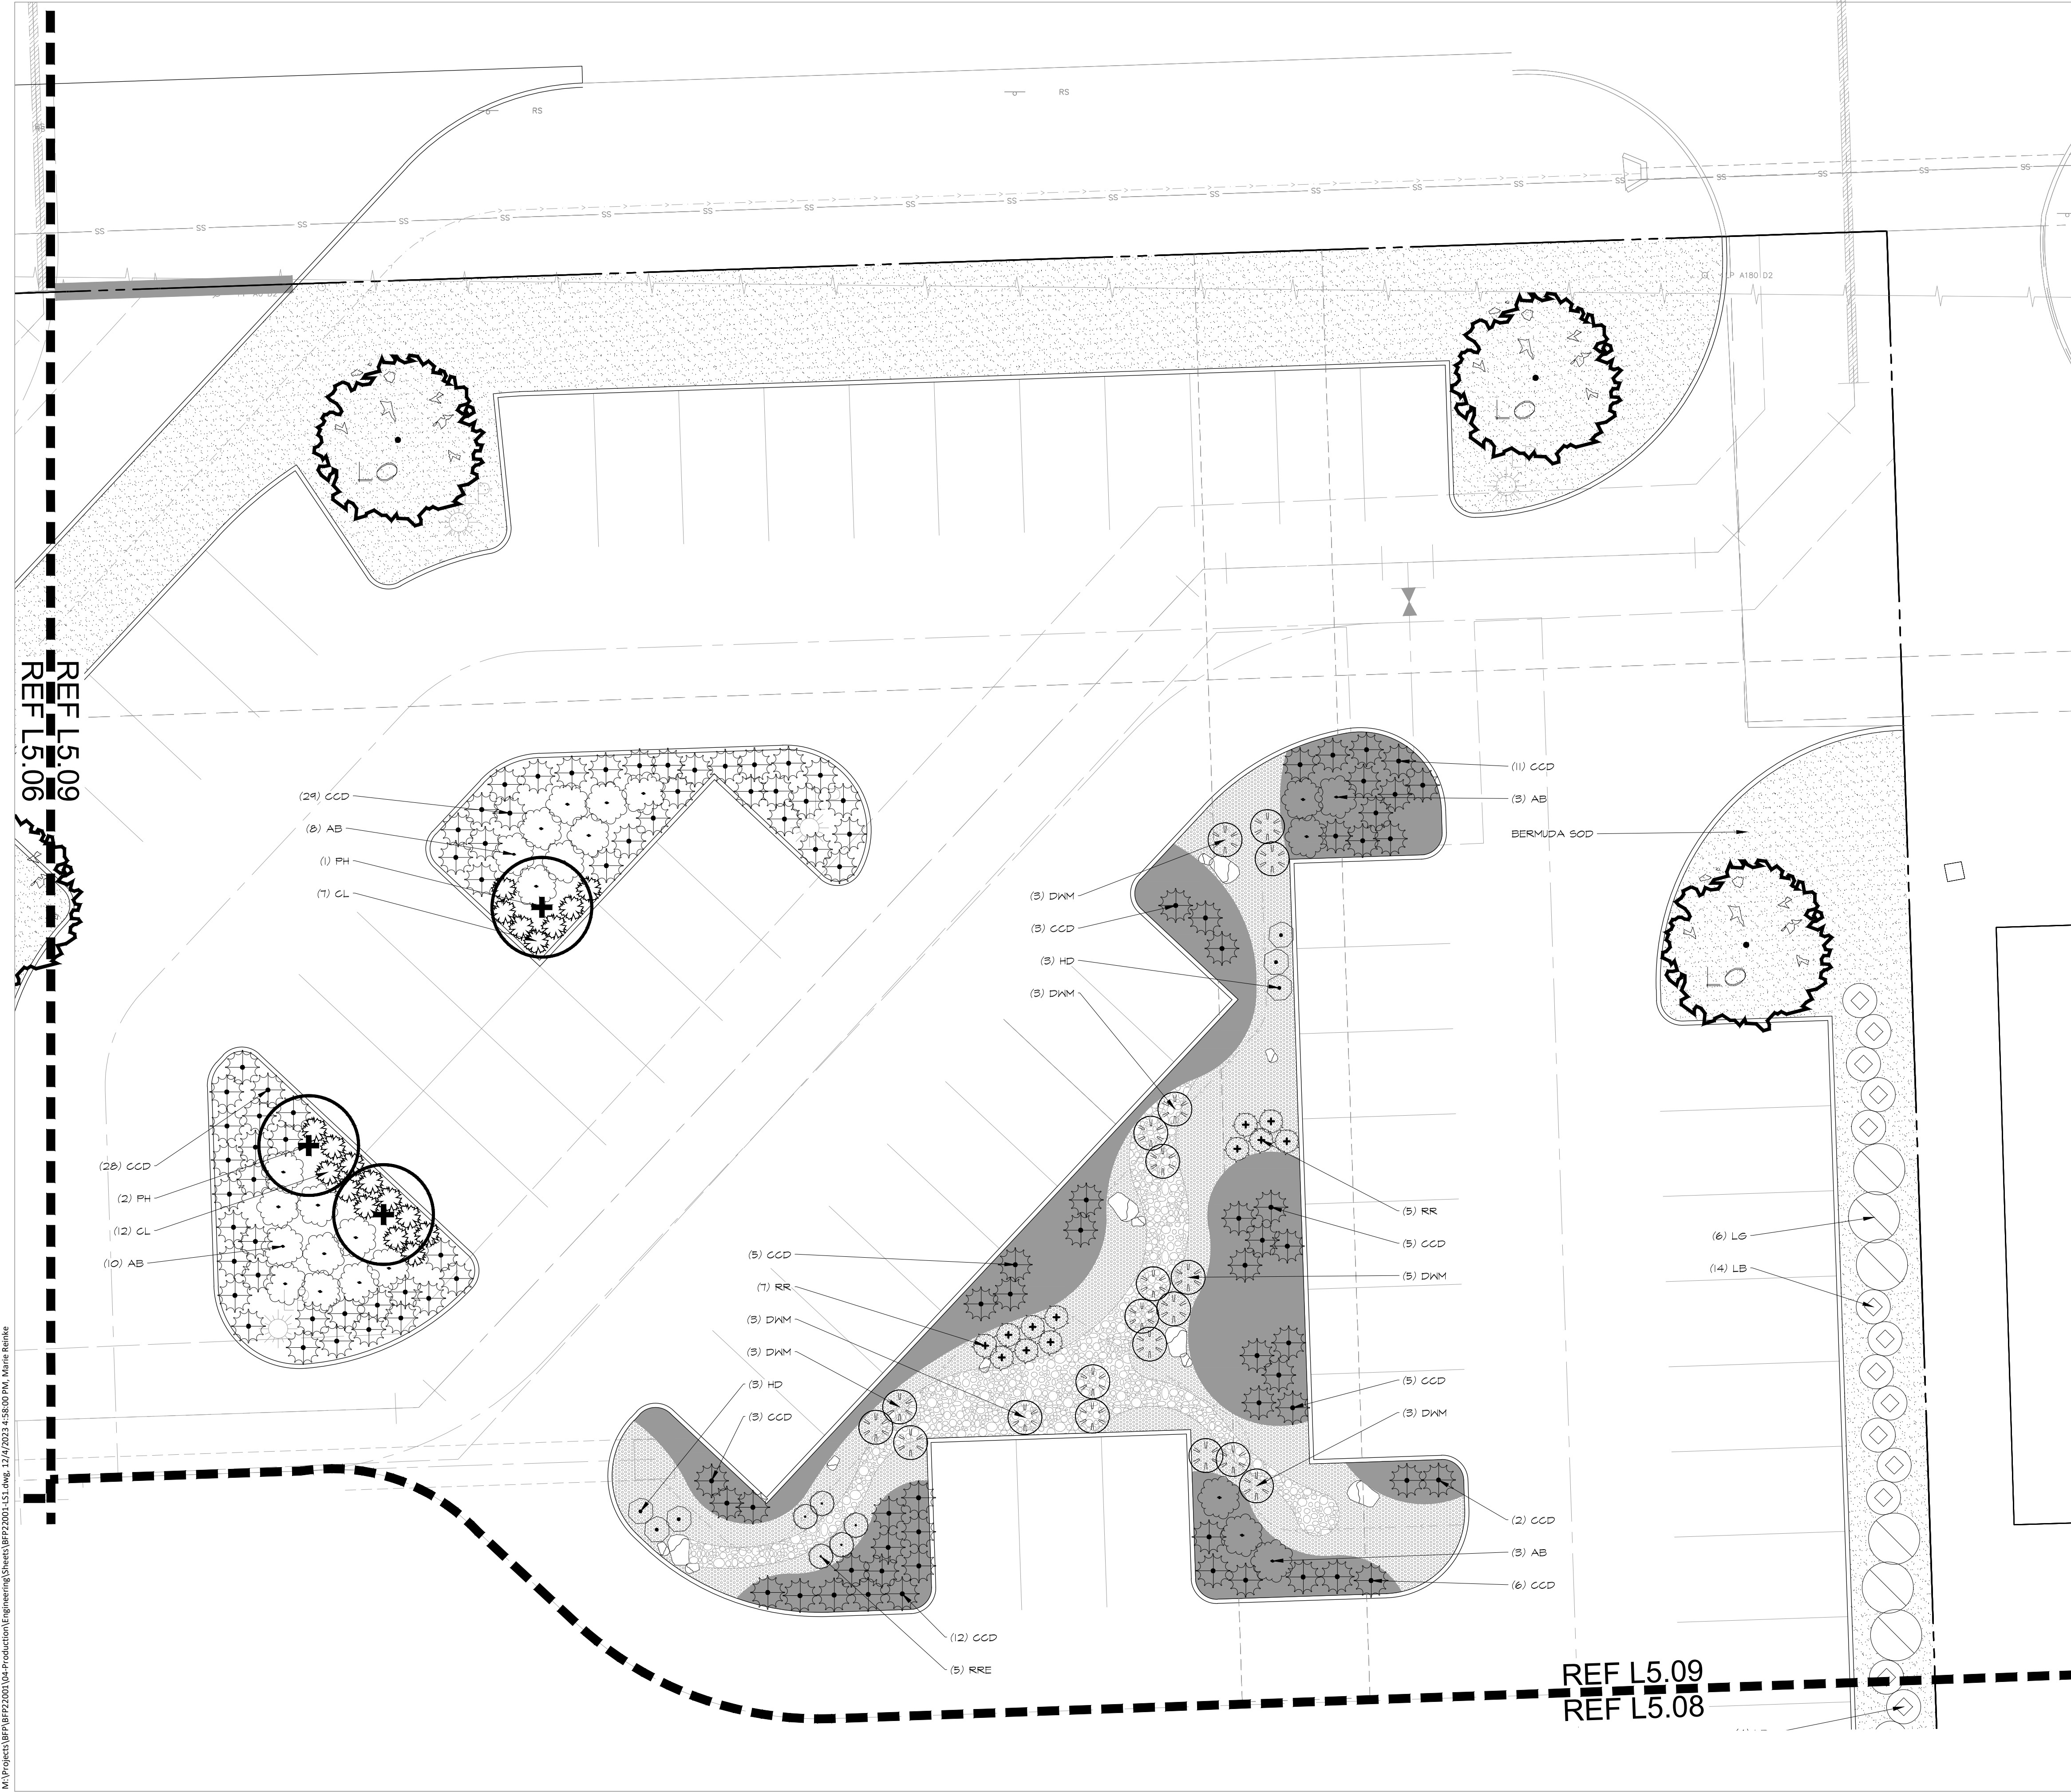 RS
RS
SS SS SS SS SS SS SS SS SS SS SS SS SS SS SS SS SS SS SS SS
LP A180 D2
LO
LO
REF L5.09
REF L5.06
(29) CCD
(8) AB
(1) PH
(7) CL
(11) CCD
(3) AB
BERMUDA SOD
(3) DWM
(3) CCD
(3) HD
(3) DWM
LO
(28) CCD
(2) PH
(12) CL
(10) AB
(5) RR
(5) CCD
(5) DWM
(6) LG
(14) LB
(5) CCD
(7) RR
(3) DWM
(3) DWM
(3) HD
(3) CCD
(5) CCD
(3) DWM
(2) CCD
(3) AB
(6) CCD
(12) CCD
(5) RRE
REF L5.09
REF L5.08
M:\Projects\BFP\BFP22001\04-Production\Engineering\Sheets\BFP22001-LS1.dwg, 12/4/2023 4:58:00 PM, Marie Reinke